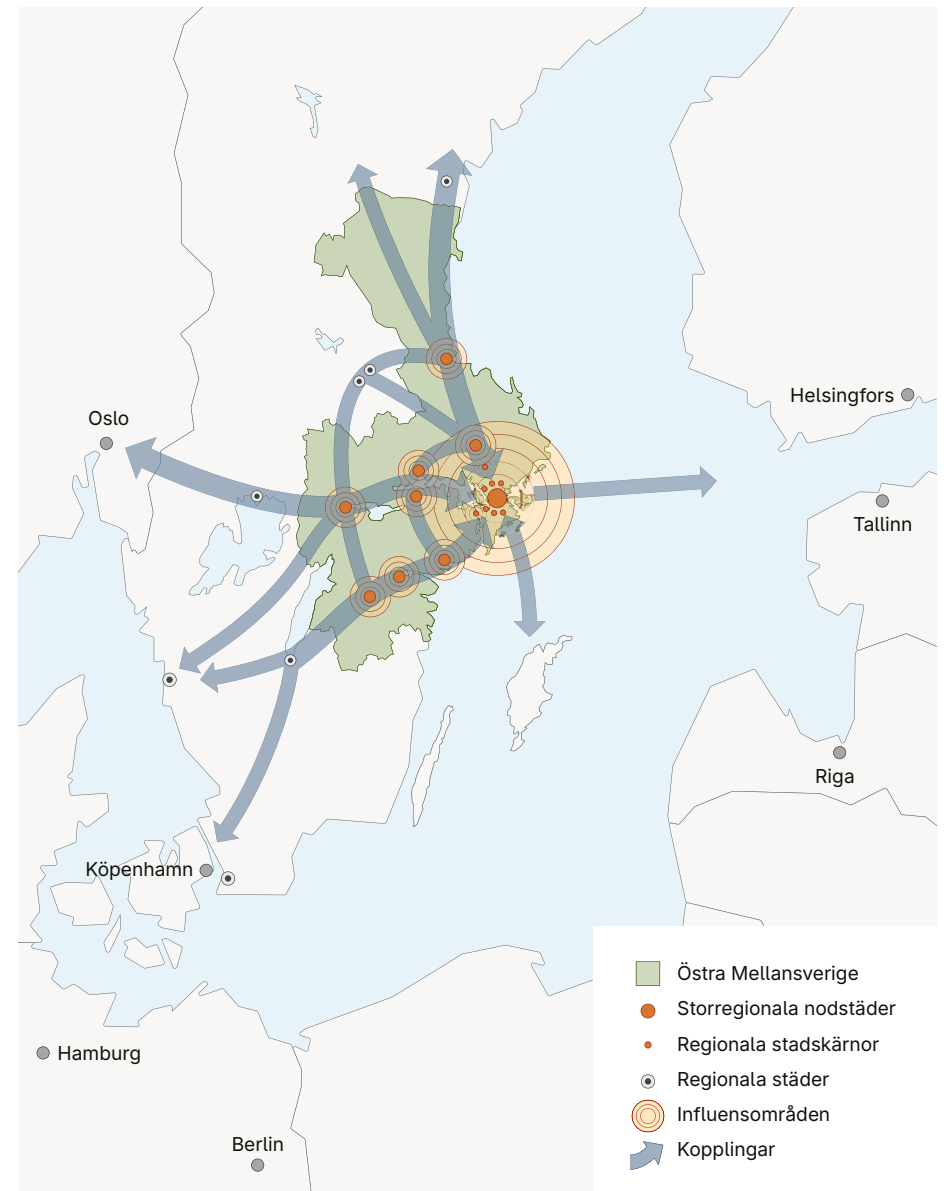 Helsingfors
Oslo
Tallinn
Riga
Köpenhamn
Hamburg
Berlin
Östra Mellansverige
Storregionala nodstäder
Regionala stadskärnor
Regionala städer
Influensområden
Kopplingar